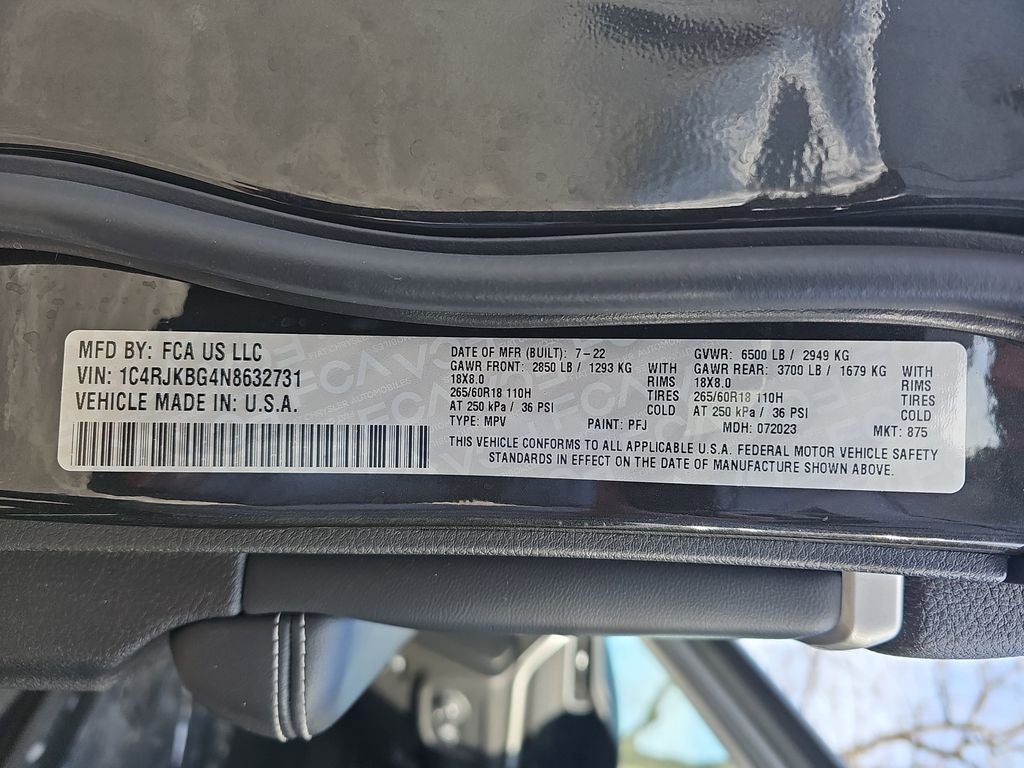 MFD BY: FCA US LLC
VIN: 1C4RJKBG4N8632731
VEHICLE MADE IN: U.S.A.
DATE OF MFR (BUILT): 7-22
GAWR FRONT: 2850 LB / 1293 KG WITH
18X8.0 RIMS
265/60R18 110H TIRES
AT 250 kPa / 36 PSI COLD
TYPE: MPV PAINT: PFJ
GVWR: 6500 LB / 2949 KG
GAWR REAR: 3700 LB / 1679 KG WITH
18X8.0 RIMS
265/60R18 110H TIRES
AT 250 kPa / 36 PSI COLD
MDH: 072023 MKT: 875
THIS VEHICLE CONFORMS TO ALL APPLICABLE U.S.A. FEDERAL MOTOR VEHICLE SAFETY
STANDARDS IN EFFECT ON THE DATE OF MANUFACTURE SHOWN ABOVE.